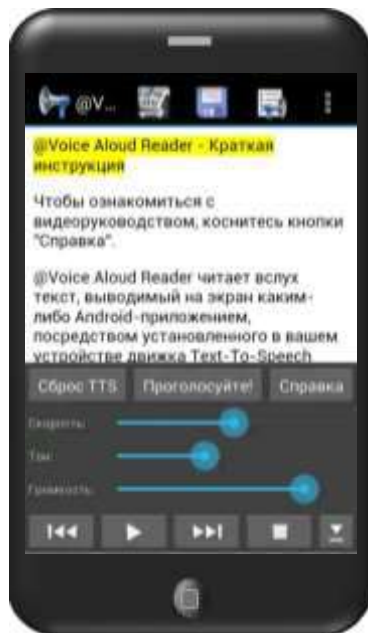 @V...
@Voice Aloud Reader - Краткая
инструкция
Чтобы ознакомиться с
видеоруководством, коснитесь кнопки
"Справка".
@Voice Aloud Reader читает вслух
текст, выводимый на экран каким-
либо Android-приложением,
посредством установленного в вашем
устройстве движка Text-To-Speech
Сброс TTS Проголосуйте! Справка
Скорость:
Тон:
Громкость: